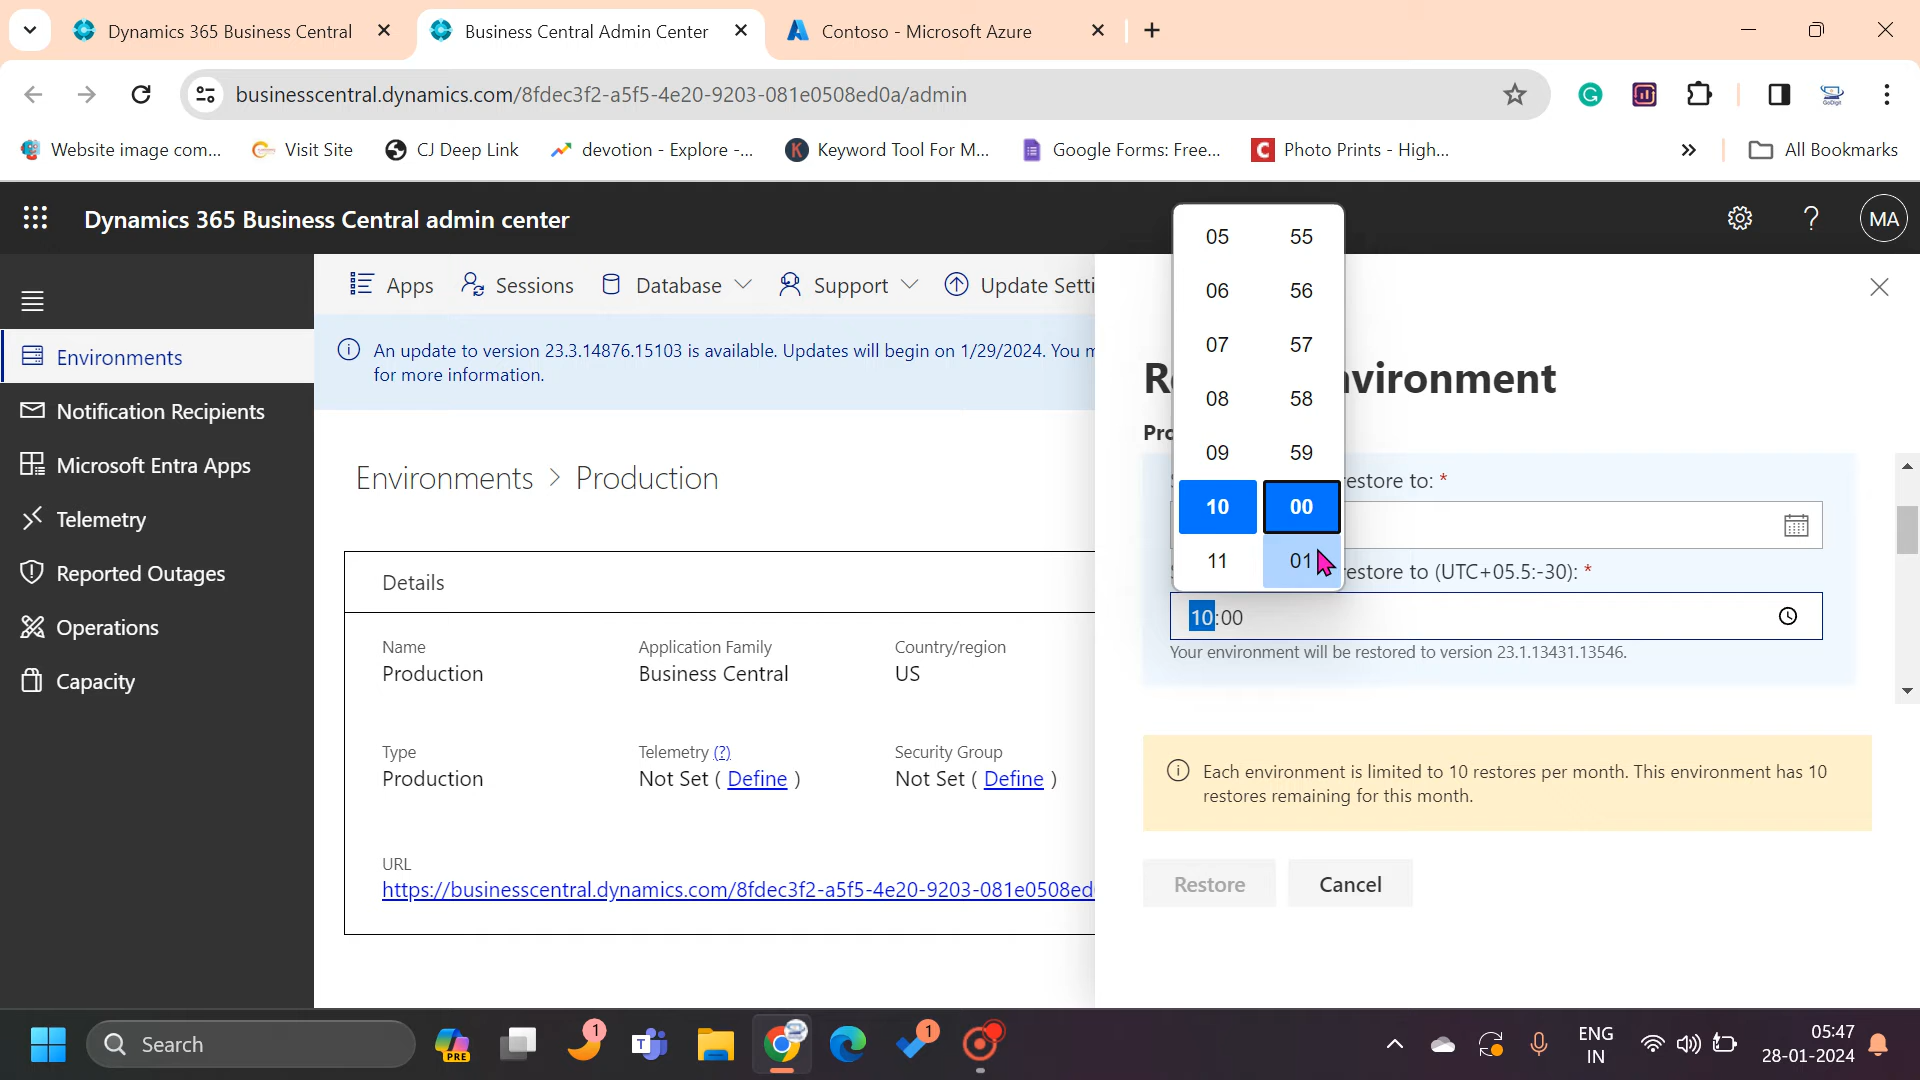 Dynamics 365 Business Central
Business Central Admin Center
Contoso - Microsoft Azure
businesscentral.dynamics.com/8fdec3f2-a5f5-4e20-9203-081e0508ed0a/admin
Website image com...
Visit Site
CJ Deep Link
devotion - Explore -...
Keyword Tool For M...
Google Forms: Free...
Photo Prints - High...
All Bookmarks
Dynamics 365 Business Central admin center
MA
Environments
Notification Recipients
Microsoft Entra Apps
Telemetry
Reported Outages
Operations
Capacity
Apps
Sessions
Database
Support
Update Setti
An update to version 23.3.14876.15103 is available. Updates will begin on 1/29/2024. You m
for more information.
Environments > Production
Details
Name
Production
Application Family
Business Central
Country/region
US
Type
Production
Telemetry (?)
Not Set ( Define )
Security Group
Not Set ( Define )
URL
https://businesscentral.dynamics.com/8fdec3f2-a5f5-4e20-9203-081e0508ed
05 55
06 56
07 57
08 58
09 59
10 00
11 01
R vironment
Pro
estore to: *
estore to (UTC+05.5:-30): *
10:00
Your environment will be restored to version 23.1.13431.13546.
Each environment is limited to 10 restores per month. This environment has 10
restores remaining for this month.
Restore
Cancel
Search
PRE
1
1
ENG
IN
05:47
28-01-2024